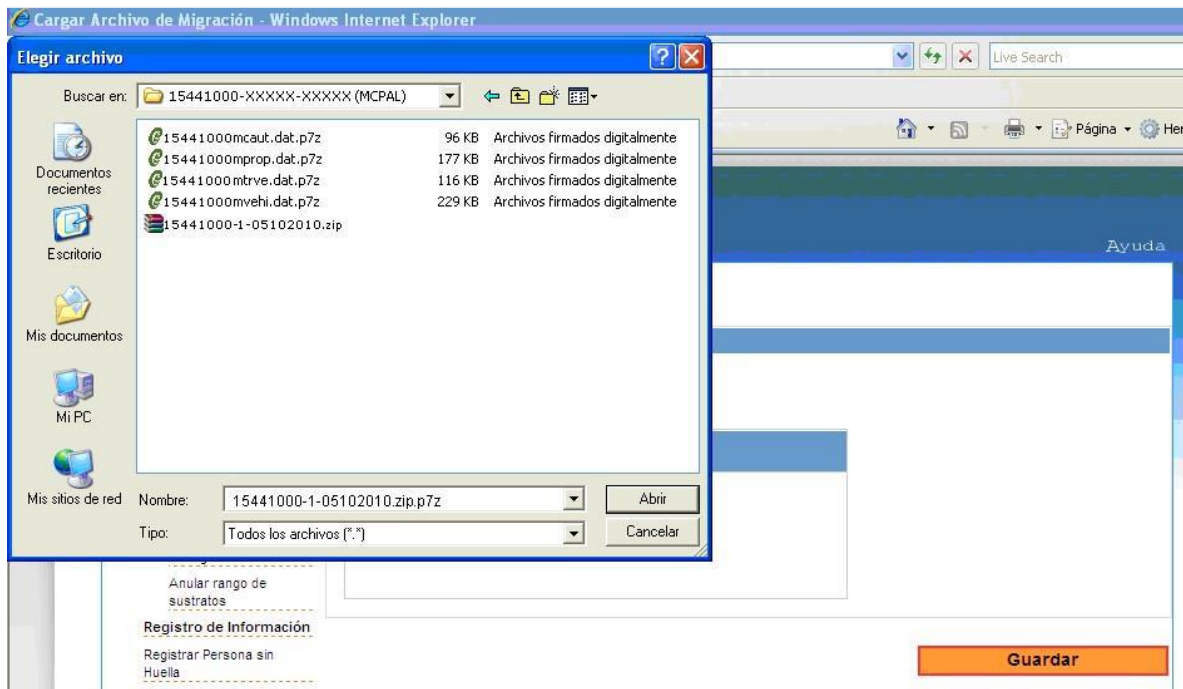 Cargar Archivo de Migración - Windows Internet Explorer
Elegir archivo
Live Search
Buscar en: 15441000-XXXXX-XXXXX (MCPAL)
Página
15441000mcaut.dat.p7z 96 KB Archivos firmados digitalmente
15441000mprop.dat.p7z 177 KB Archivos firmados digitalmente
15441000mtrve.dat.p7z 116 KB Archivos firmados digitalmente
15441000mvehi.dat.p7z 229 KB Archivos firmados digitalmente
15441000-1-05102010.zip
Documentos
recientes
Escritorio
Mis documentos
Mi PC
Mis sitios de red
Ayuda
Nombre: 15441000-1-05102010.zip.p7z Abrir
Tipo: Todos los archivos (*.*) Cancelar
Anular rango de
sustratos
Registro de Información
Registrar Persona sin
Huella
Guardar